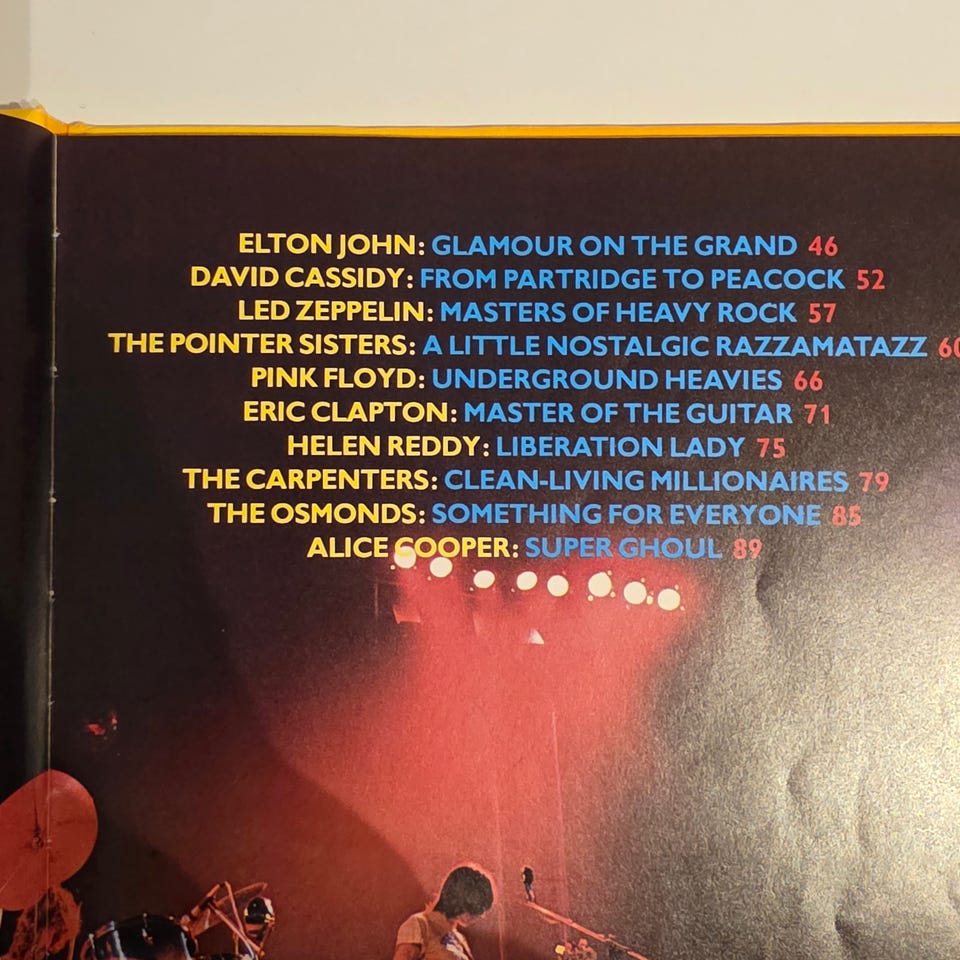 ELTON JOHN: GLAMOUR ON THE GRAND 46
DAVID CASSIDY: FROM PARTRIDGE TO PEACOCK 52
LED ZEPPELIN: MASTERS OF HEAVY ROCK 57
THE POINTER SISTERS: A LITTLE NOSTALGIC RAZZAMATAZZ 60
PINK FLOYD: UNDERGROUND HEAVIES 66
ERIC CLAPTON: MASTER OF THE GUITAR 71
HELEN REDDY: LIBERATION LADY 75
THE CARPENTERS: CLEAN-LIVING MILLIONAIRES 79
THE OSMONDS: SOMETHING FOR EVERYONE 85
ALICE COOPER: SUPER GHOUL 89